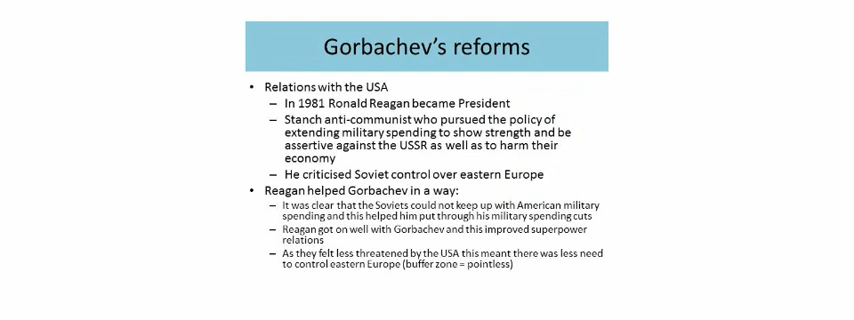 Gorbachev's reforms
• Relations with the USA
– In 1981 Ronald Reagan became President
– Stanch anti-communist who pursued the policy of
extending military spending to show strength and be
assertive against the USSR as well as to harm their
economy
– He criticised Soviet control over eastern Europe
• Reagan helped Gorbachev in a way:
– It was clear that the Soviets could not keep up with American military
spending and this helped him put through his military spending cuts
– Reagan got on well with Gorbachev and this improved superpower
relations
– As they felt less threatened by the USA this meant there was less need
to control eastern Europe (buffer zone = pointless)